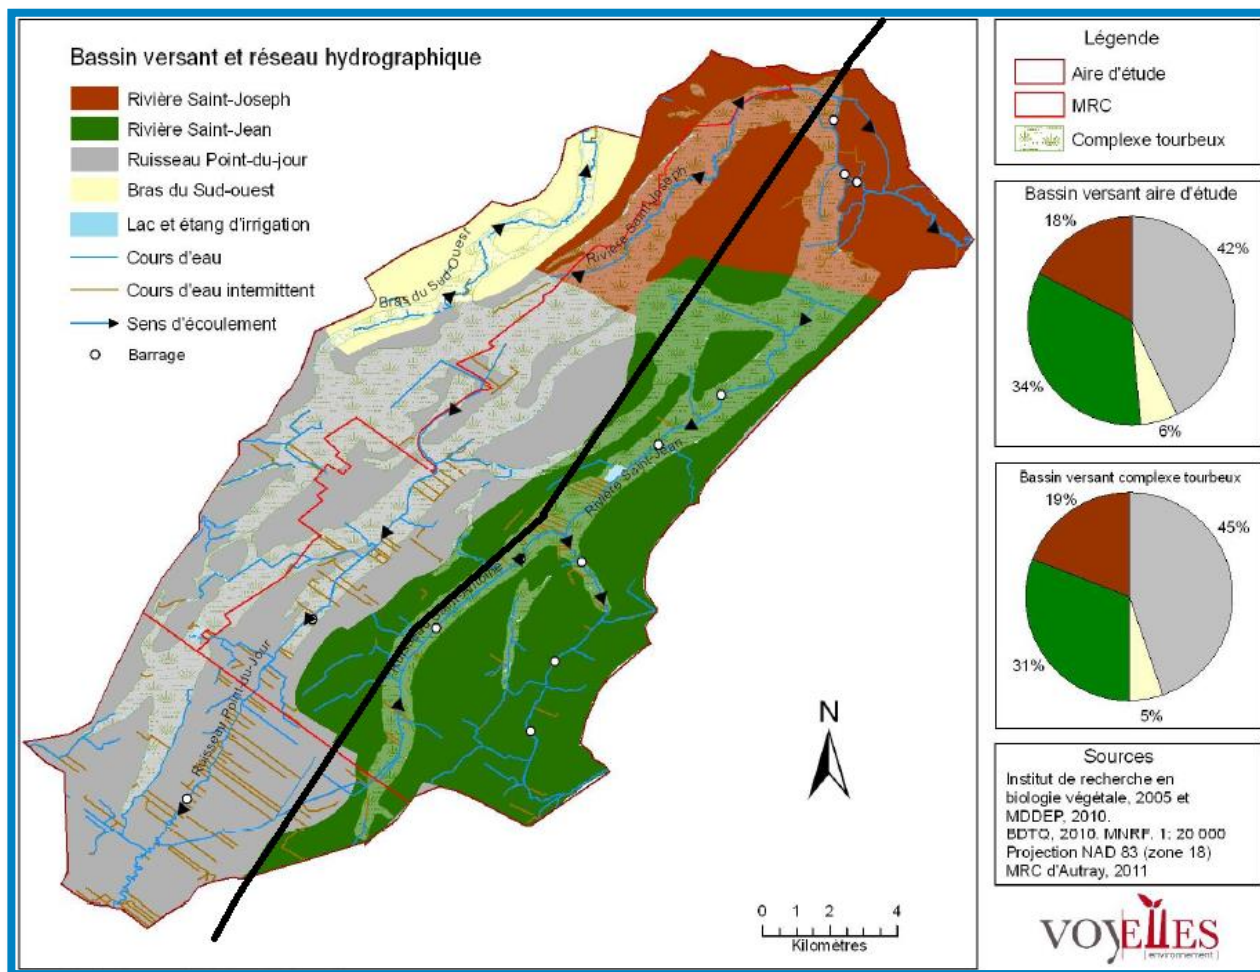 Bassin versant et réseau hydrographique
Rivière Saint-Joseph
Rivière Saint-Jean
Ruisseau Point-du-jour
Bras du Sud-ouest
Lac et étang d'irrigation
Cours d'eau
Cours d'eau intermittent
Sens d'écoulement
Barrage
Bras du Sud-Ouest
Rivière Saint-Joseph
Rivière Saint-Jean
Ruisseau Point-du-Jour
N
0 1 2 4
Kilomètres
Légende
Aire d'étude
MRC
Complexe tourbeux
Bassin versant aire d'étude
18%
42%
34%
6%
Bassin versant complexe tourbeux
19%
45%
31%
5%
Sources
Institut de recherche en
biologie végétale, 2005 et
MDDEP, 2010.
BDTQ, 2010. MNRF. 1: 20 000
Projection NAD 83 (zone 18)
MRC d'Autray, 2011
VOYELLES
environnement